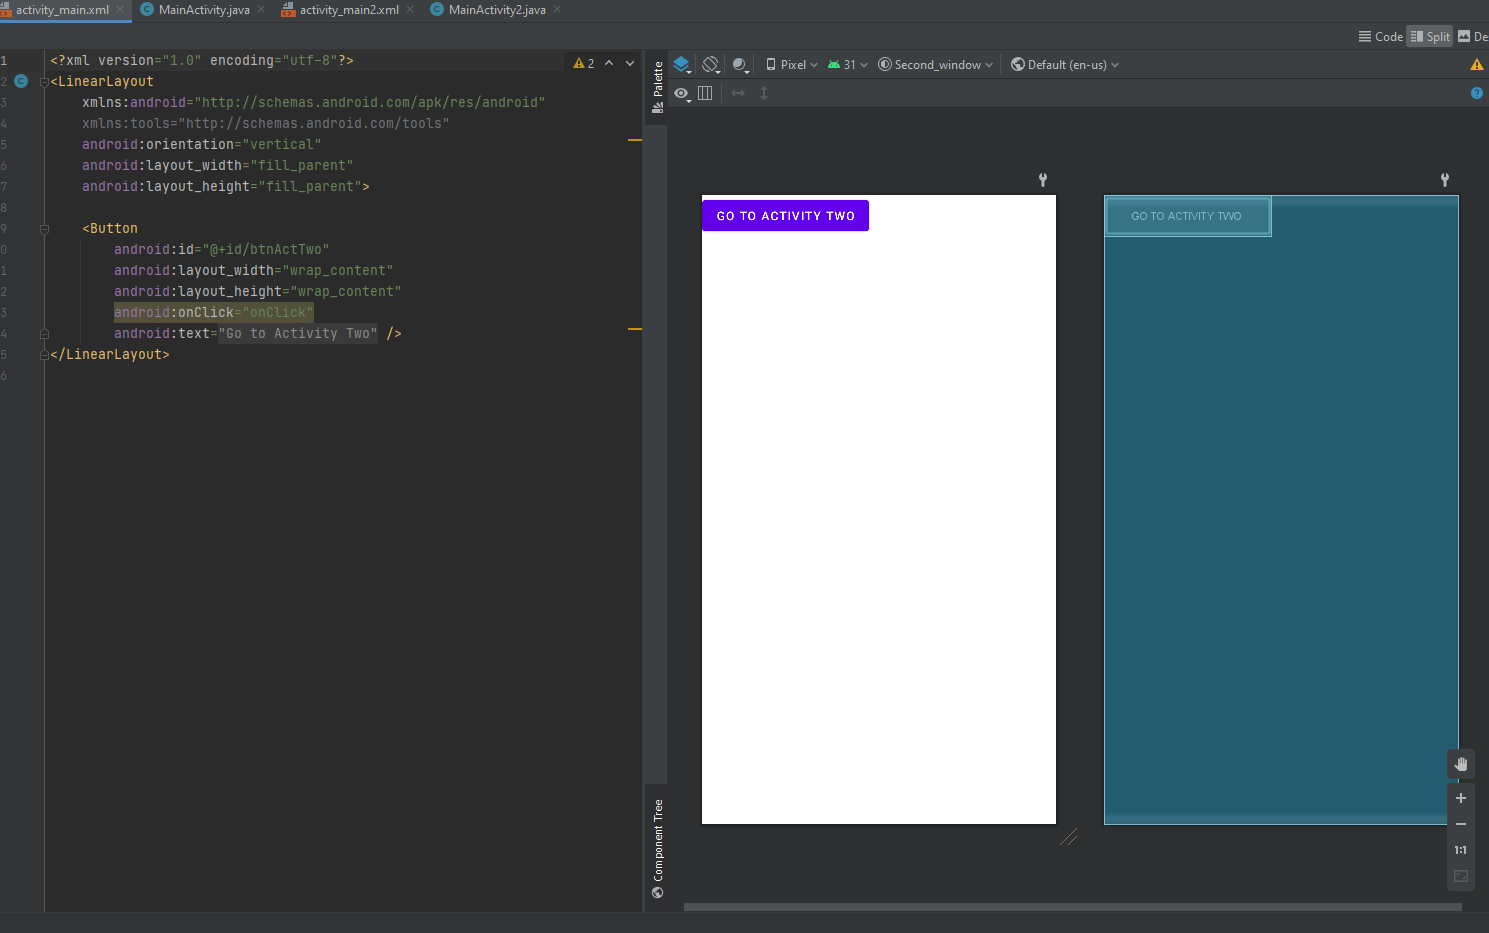 activity_main.xml MainActivity.java activity_main2.xml MainActivity2.java
Code Split De
1 <?xml version="1.0" encoding="utf-8"?> 2
2 <LinearLayout
3 xmlns:android="http://schemas.android.com/apk/res/android"
4 xmlns:tools="http://schemas.android.com/tools"
5 android:orientation="vertical"
6 android:layout_width="fill_parent"
7 android:layout_height="fill_parent">
8
9 <Button
0 android:id="@+id/btnActTwo"
1 android:layout_width="wrap_content"
2 android:layout_height="wrap_content"
3 android:onClick="onClick"
4 android:text="Go to Activity Two" />
5 </LinearLayout>
6
Palette
Component Tree
Pixel 31 Second_window Default (en-us)
GO TO ACTIVITY TWO
GO TO ACTIVITY TWO
1:1